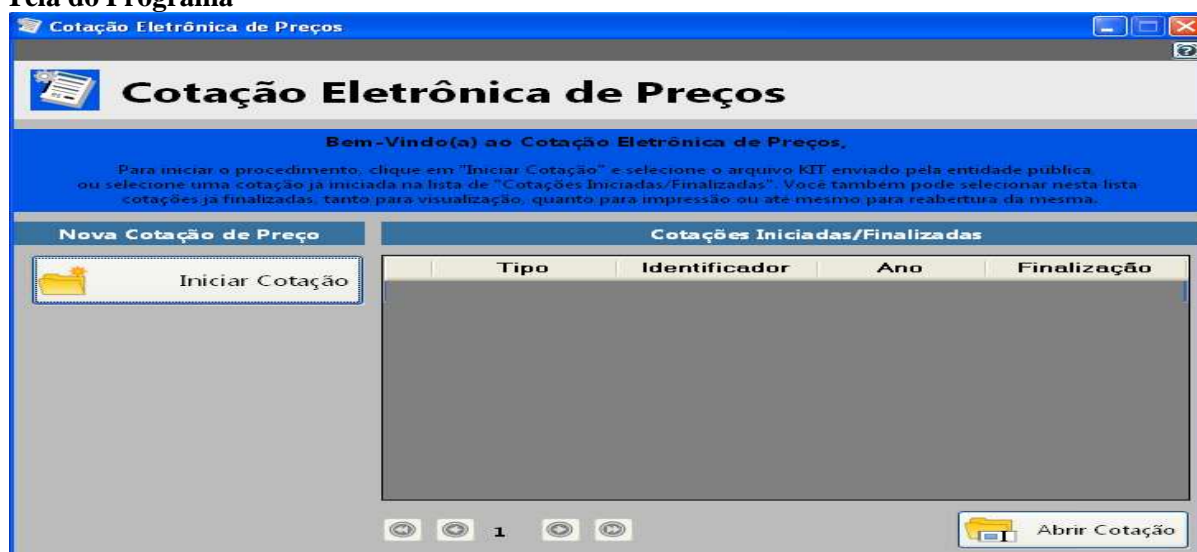 Tela do Programa
Cotação Eletrônica de Preços
Cotação Eletrônica de Preços
Bem-Vindo(a) ao Cotação Eletrônica de Preços,
Para iniciar o procedimento, clique em "Iniciar Cotação" e selecione o arquivo KIT enviado pela entidade pública,
ou selecione uma cotação já iniciada na lista de "Cotações Iniciadas/Finalizadas". Você também pode selecionar nesta lista
cotações já finalizadas, tanto para visualização, quanto para impressão ou até mesmo para reabertura da mesma.
Nova Cotação de Preço
Cotações Iniciadas/Finalizadas
Iniciar Cotação
Tipo Identificador Ano Finalização
1
Abrir Cotação